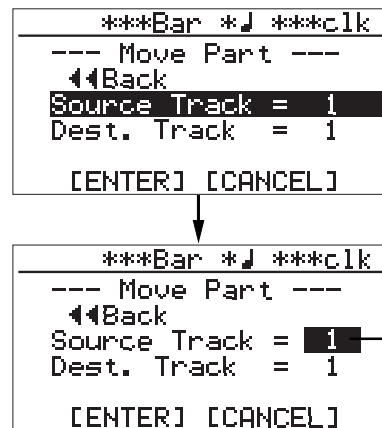 ***Bar *♩ ***clk
--- Move Part ---
◀◀Back
Source Track = 1
Dest. Track = 1
[ENTER] [CANCEL]
***Bar *♩ ***clk
--- Move Part ---
◀◀Back
Source Track = 1
Dest. Track = 1
[ENTER] [CANCEL]